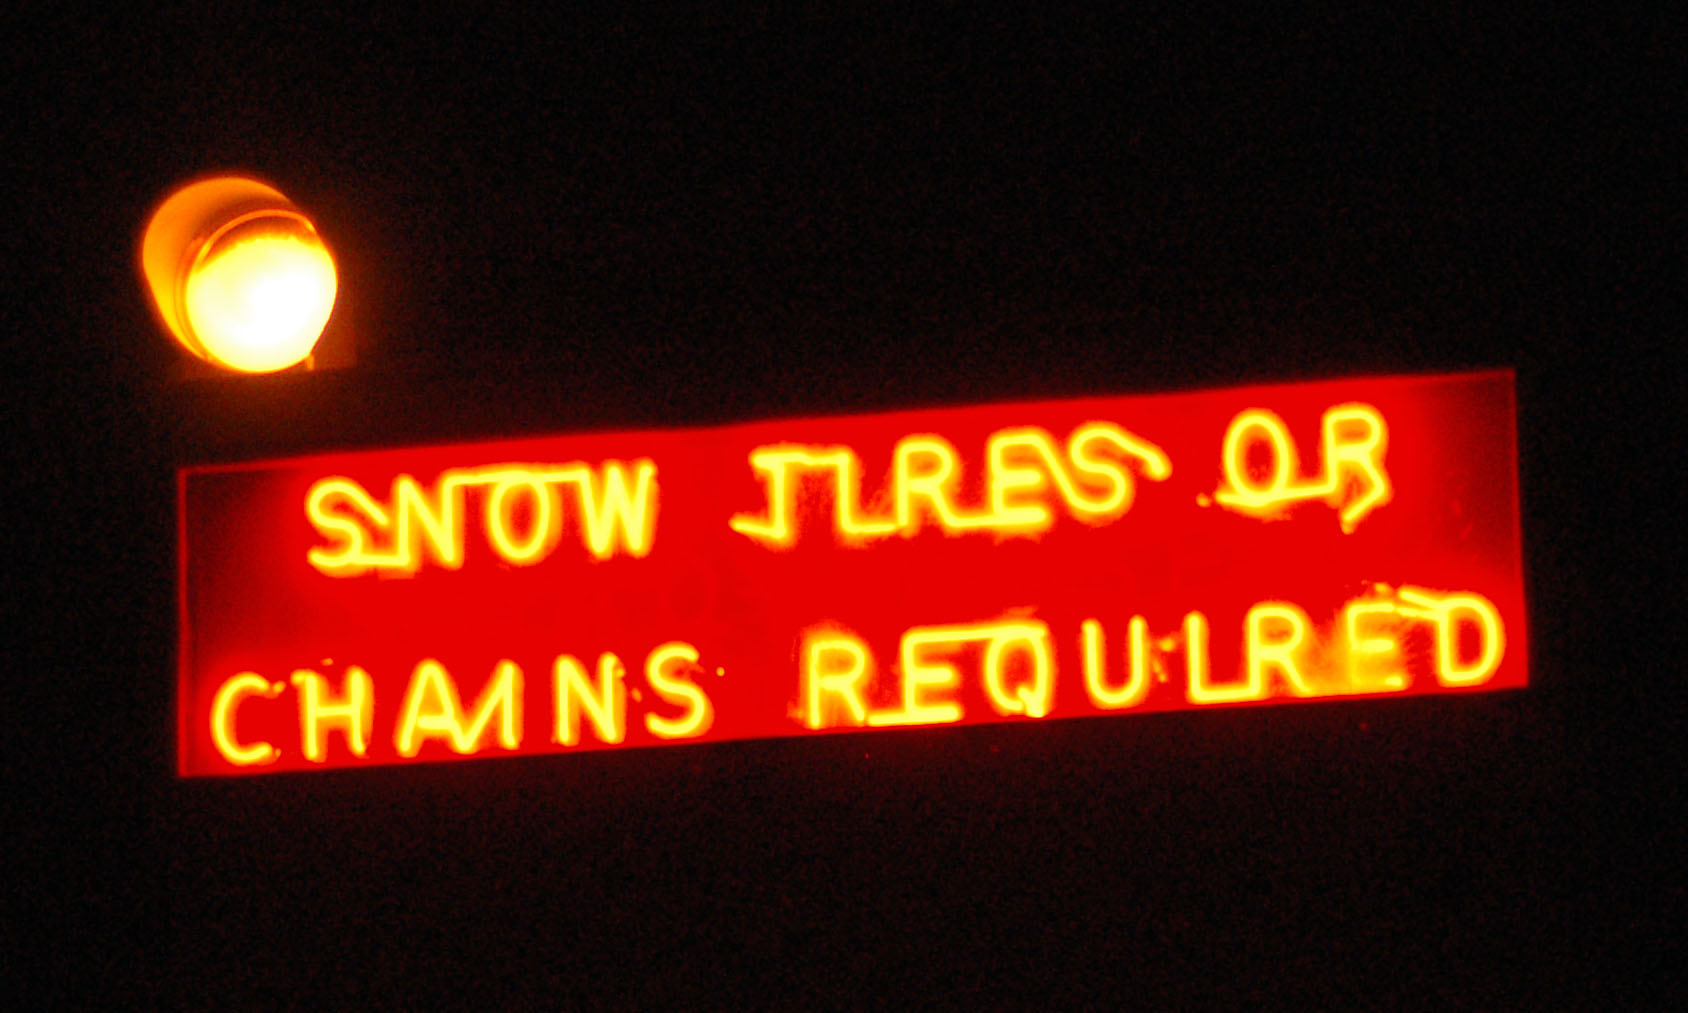 SNOW TIRES OR
CHAINS REQUIRED